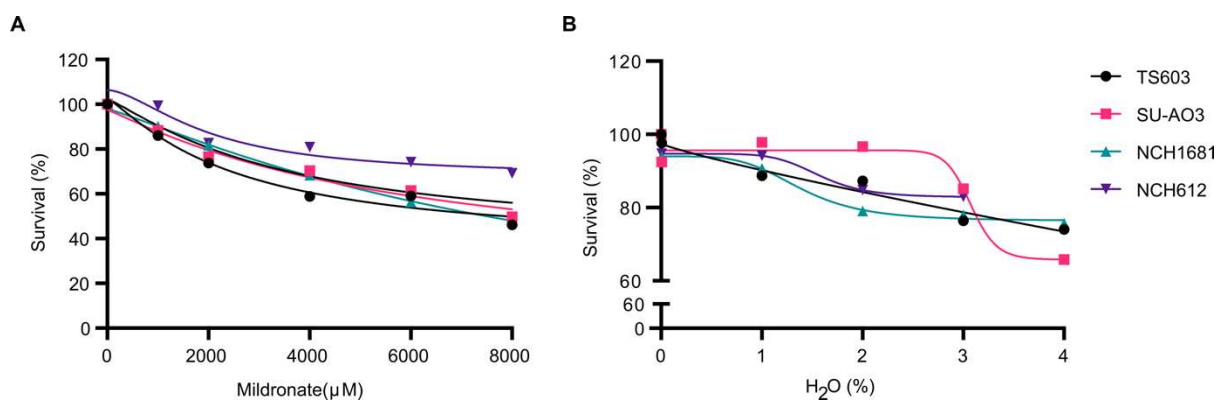 A
120
100
80
60
40
20
0
0 2000 4000 6000 8000
Survival (%)
Mildronate(µM)
B
120
100
80
60
60
0
0 1 2 3 4
Survival (%)
H₂O (%)
TS603
SU-AO3
NCH1681
NCH612